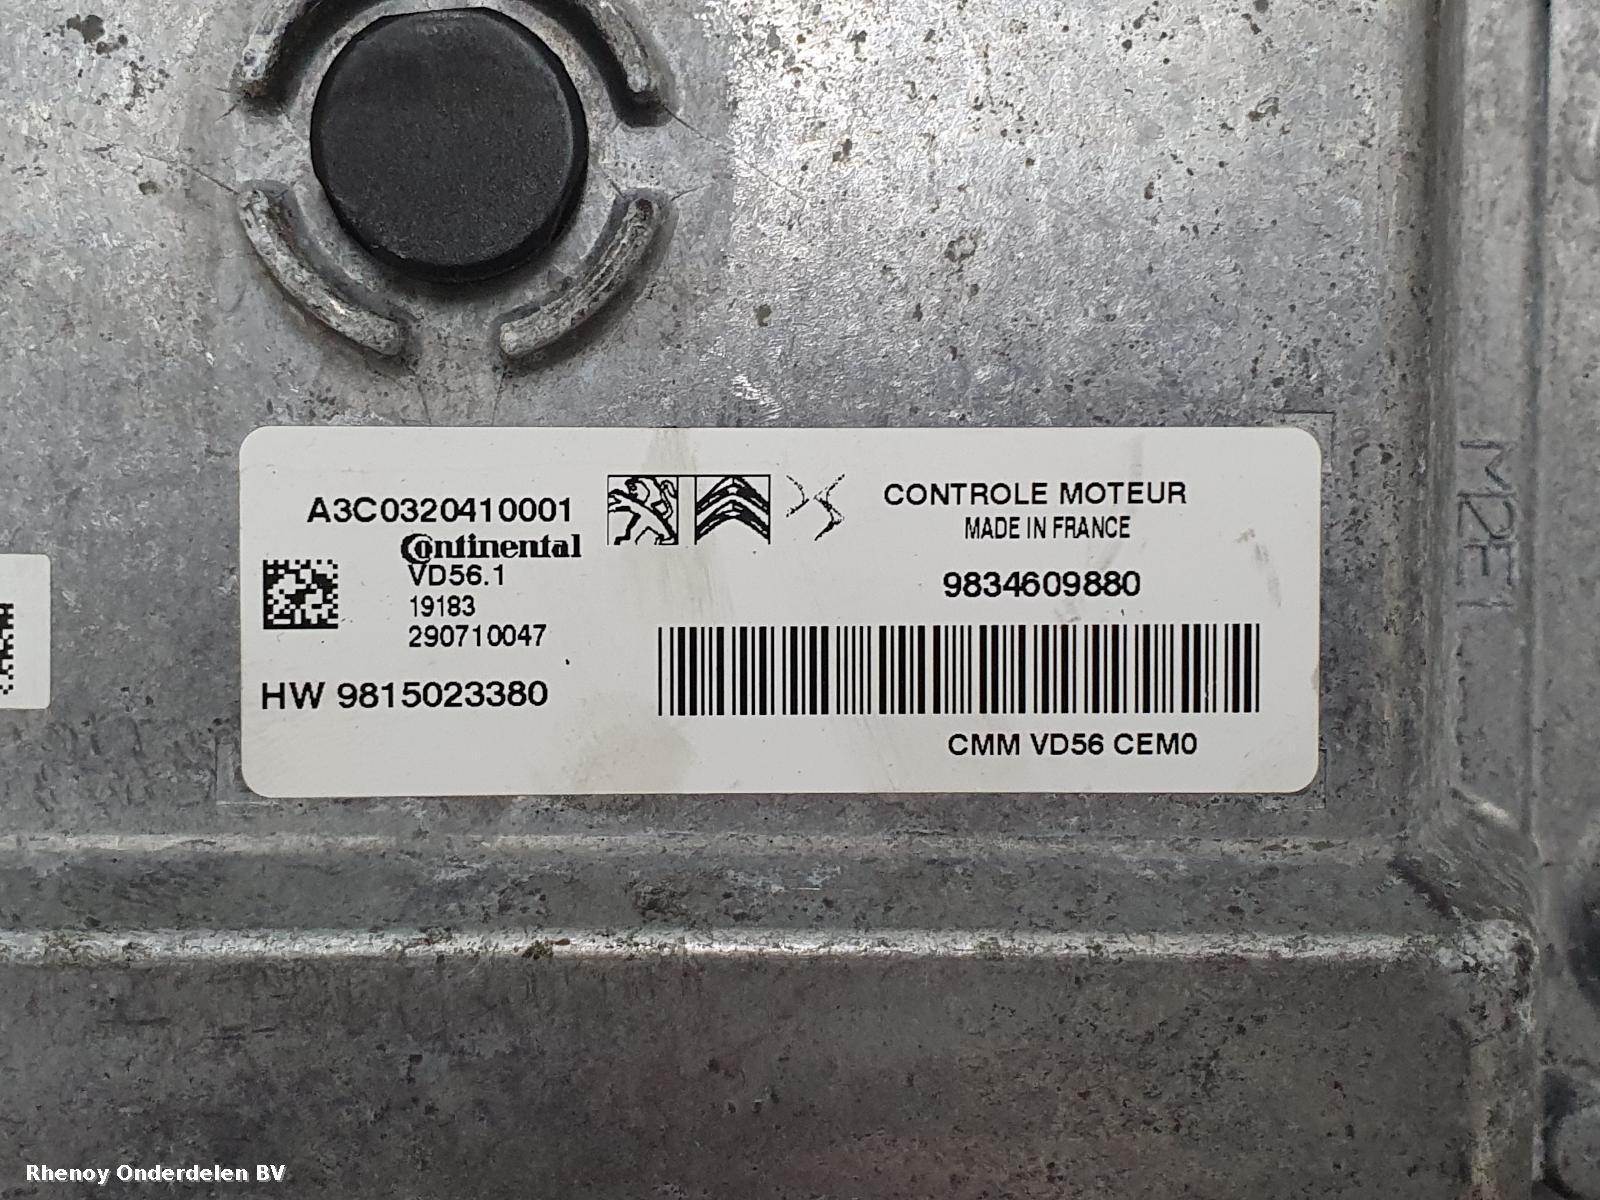 A3C0320410001
Continental
VD56.1
19183
290710047
HW 9815023380
CONTROLE MOTEUR
MADE IN FRANCE
9834609880
CMM VD56 CEM0
M2E1
Rhenoy Onderdelen BV